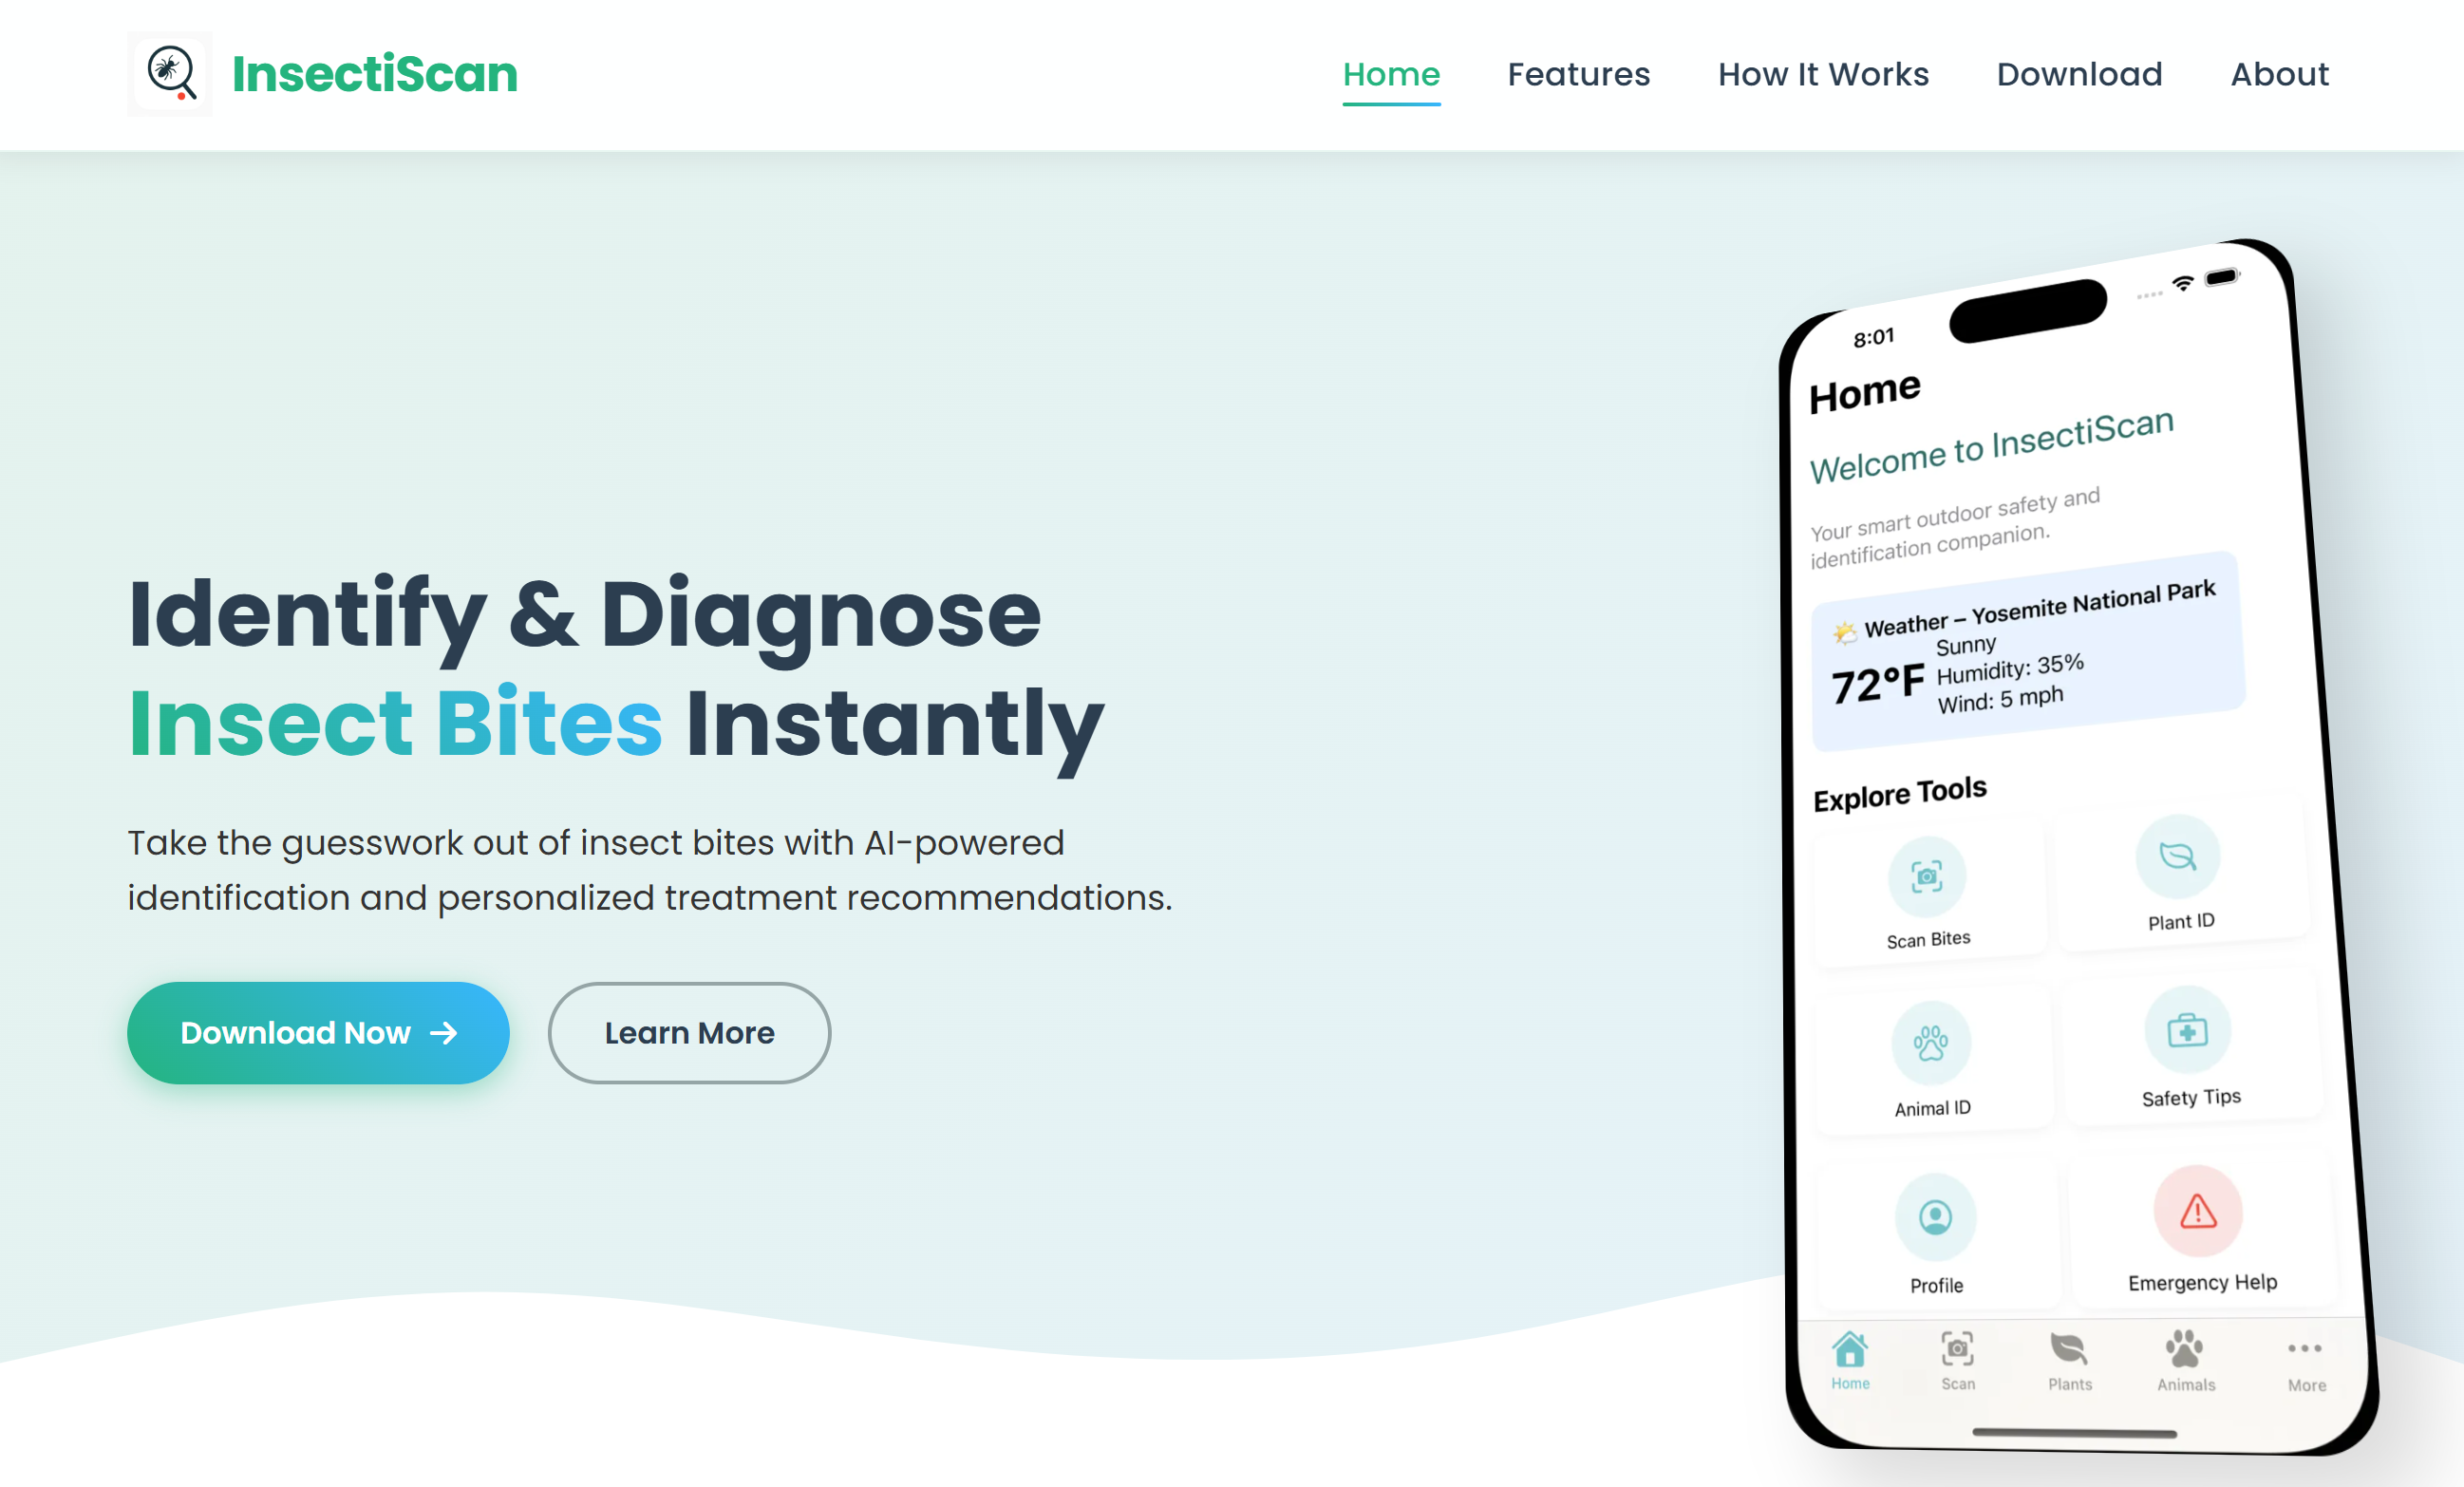 InsectiScan
Home
Features
How It Works
Download
About
Identify & Diagnose
Insect Bites Instantly
Take the guesswork out of insect bites with AI-powered
identification and personalized treatment recommendations.
Download Now
Learn More
8:01
Home
Welcome to InsectiScan
Your smart outdoor safety and
identification companion.
Weather – Yosemite National Park
72°F
Sunny
Humidity: 35%
Wind: 5 mph
Explore Tools
Scan Bites
Plant ID
Animal ID
Safety Tips
Profile
Emergency Help
Home
Scan
Plants
Animals
More